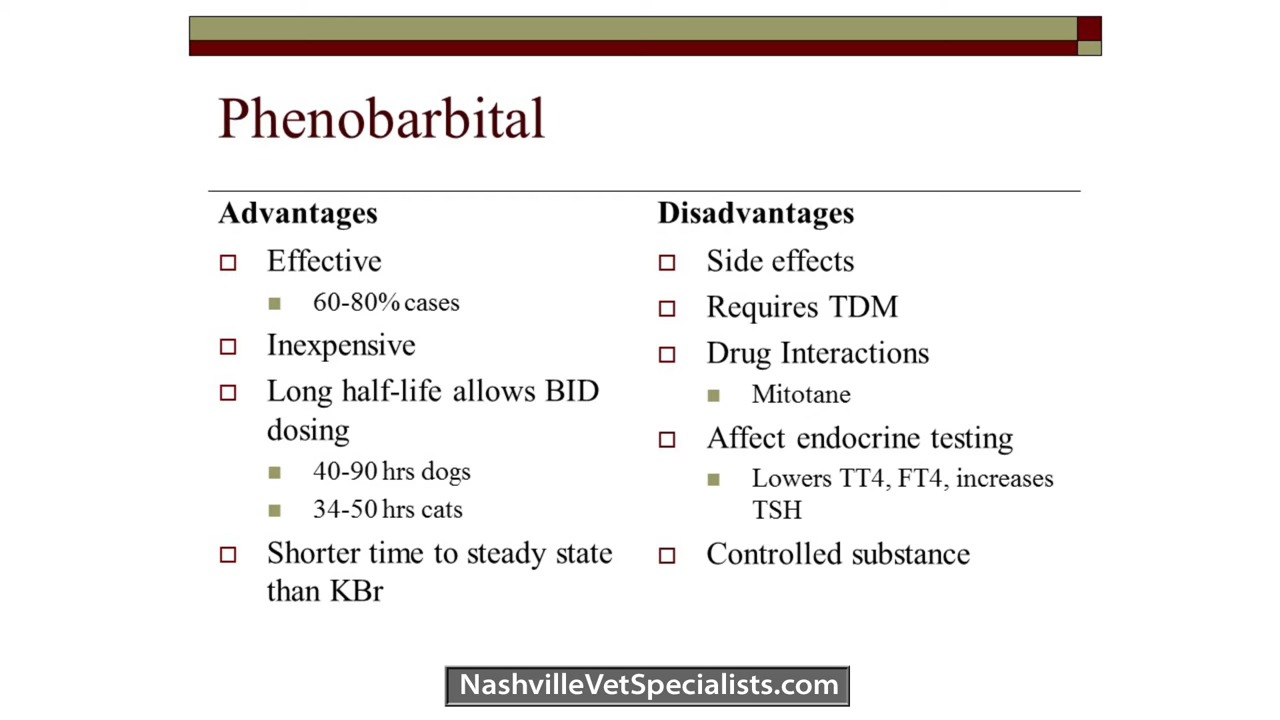 Phenobarbital
Advantages
Effective
60-80% cases
Inexpensive
Long half-life allows BID
dosing
40-90 hrs dogs
34-50 hrs cats
Shorter time to steady state
than KBr
Disadvantages
Side effects
Requires TDM
Drug Interactions
Mitotane
Affect endocrine testing
Lowers TT4, FT4, increases
TSH
Controlled substance
NashvilleVetSpecialists.com